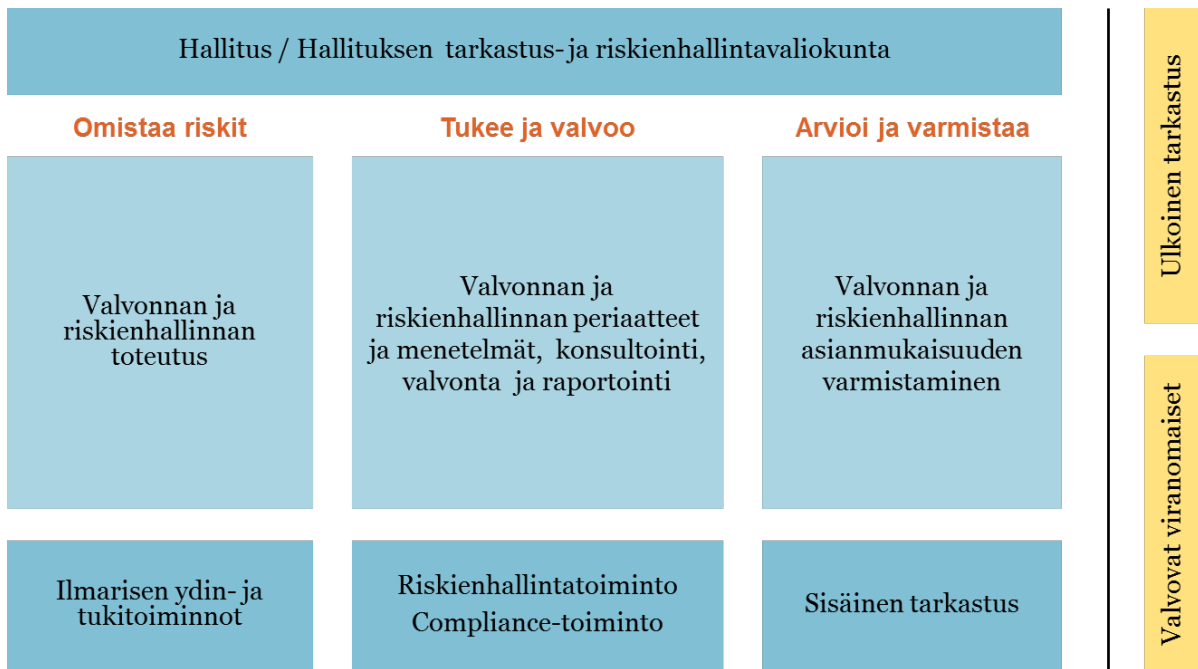 Hallitus / Hallituksen tarkastus- ja riskienhallintavaliokunta
Omistaa riskit
Tukee ja valvoo
Arvioi ja varmistaa
Valvonnan ja
riskienhallinnan
toteutus
Valvonnan ja
riskienhallinnan periaatteet
ja menetelmät, konsultointi,
valvonta ja raportointi
Valvonnan ja
riskienhallinnan
asianmukaisuuden
varmistaminen
Ilmarisen ydin- ja
tukitoiminnot
Riskienhallintatoiminto
Compliance-toiminto
Sisäinen tarkastus
Ulkoinen tarkastus
Valvovat viranomaiset